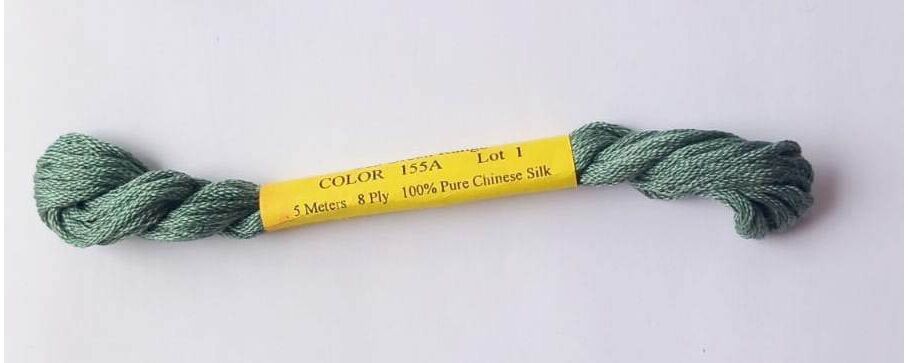 COLOR 155A Lot 1
5 Meters 8 Ply 100% Pure Chinese Silk